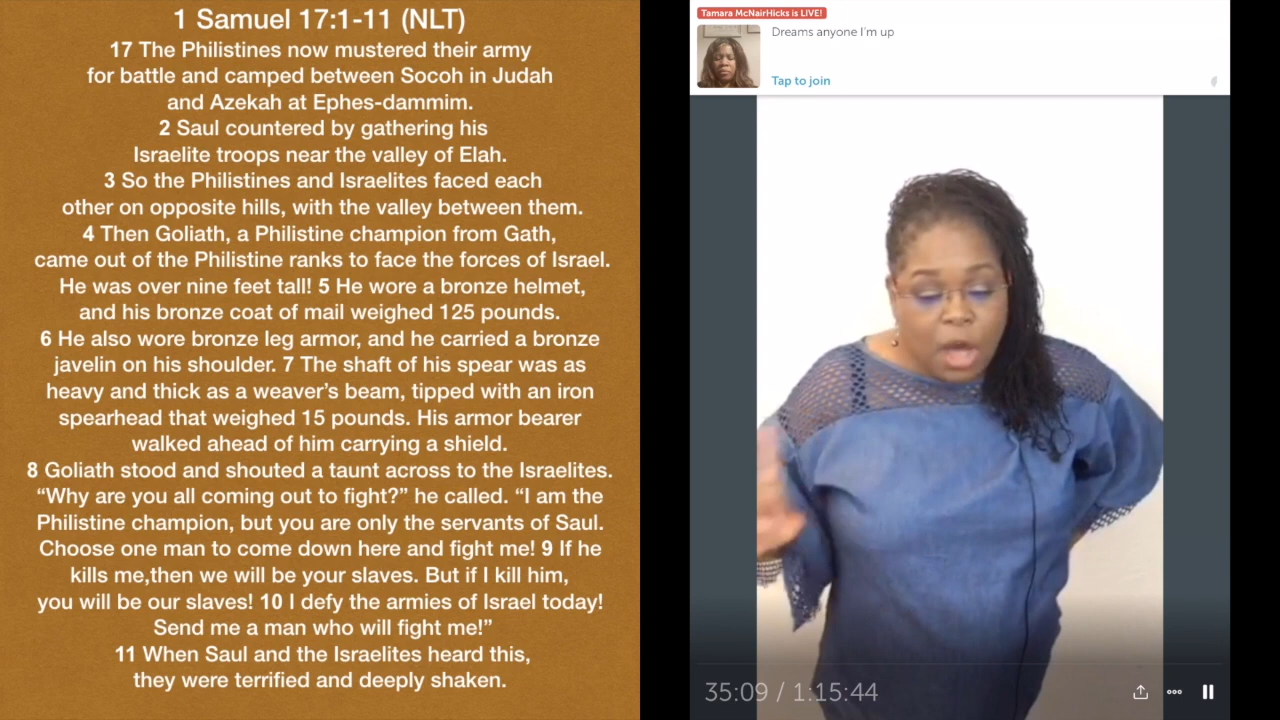 1 Samuel 17:1-11 (NLT)
17 The Philistines now mustered their army
for battle and camped between Socoh in Judah
and Azekah at Ephes-dammim.
2 Saul countered by gathering his
Israelite troops near the valley of Elah.
3 So the Philistines and Israelites faced each
other on opposite hills, with the valley between them.
4 Then Goliath, a Philistine champion from Gath,
came out of the Philistine ranks to face the forces of Israel.
He was over nine feet tall! 5 He wore a bronze helmet,
and his bronze coat of mail weighed 125 pounds.
6 He also wore bronze leg armor, and he carried a bronze
javelin on his shoulder. 7 The shaft of his spear was as
heavy and thick as a weaver’s beam, tipped with an iron
spearhead that weighed 15 pounds. His armor bearer
walked ahead of him carrying a shield.
8 Goliath stood and shouted a taunt across to the Israelites.
“Why are you all coming out to fight?” he called. “I am the
Philistine champion, but you are only the servants of Saul.
Choose one man to come down here and fight me! 9 If he
kills me,then we will be your slaves. But if I kill him,
you will be our slaves! 10 I defy the armies of Israel today!
Send me a man who will fight me!”
11 When Saul and the Israelites heard this,
they were terrified and deeply shaken.
Tamara McNairHicks is LIVE!
Dreams anyone I’m up
Tap to join
35:09 / 1:15:44